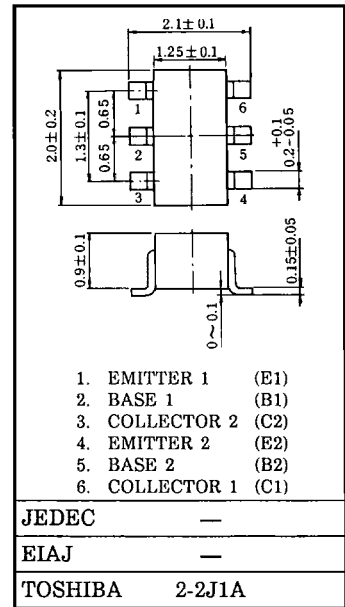 2.1±0.1
1.25±0.1
1
6
2
5
3
4
2.0±0.2
1.3±0.1
0.65
0.65
+0.1
0.2-0.05
0.9±0.1
0.15±0.05
0~0.1
1. EMITTER 1 (E1)
2. BASE 1 (B1)
3. COLLECTOR 2 (C2)
4. EMITTER 2 (E2)
5. BASE 2 (B2)
6. COLLECTOR 1 (C1)
JEDEC —
EIAJ —
TOSHIBA 2-2J1A